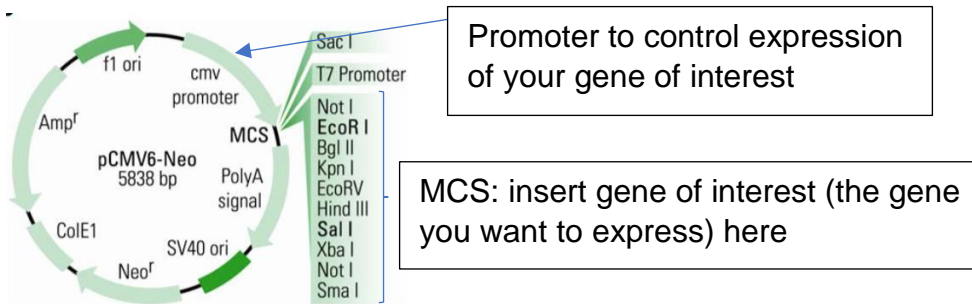 f1 ori
cmv
promoter
Amp^r
MCS
pCMV6-Neo
5838 bp
PolyA
signal
ColE1
SV40 ori
Neo^r
Sac I
T7 Promoter
Not I
EcoR I
Bgl II
Kpn I
EcoRV
Hind III
Sal I
Xba I
Not I
Sma I
Promoter to control expression
of your gene of interest
MCS: insert gene of interest (the gene
you want to express) here